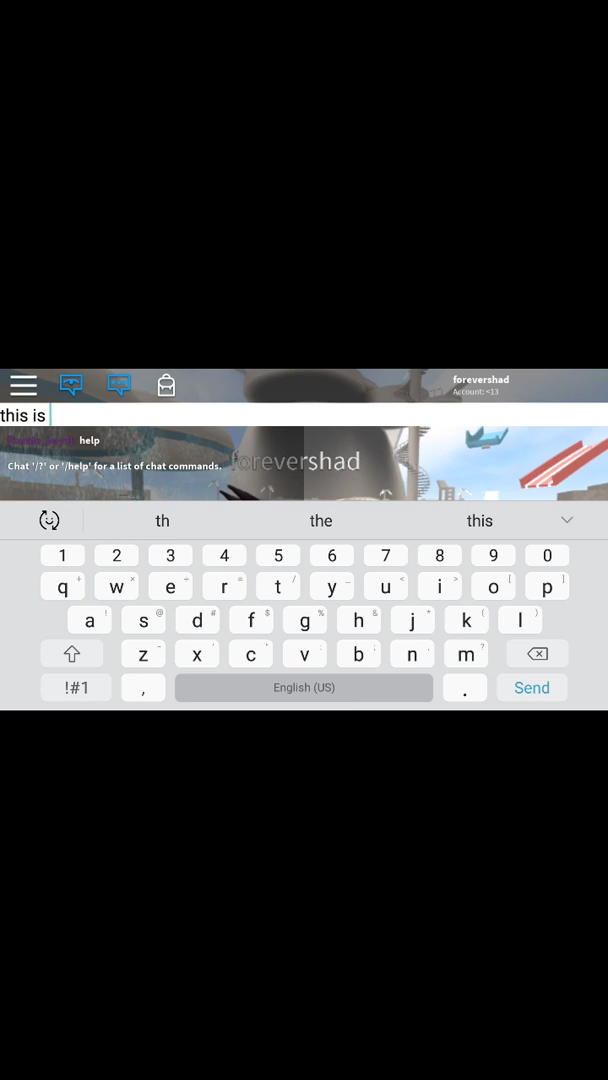 forevershad
Account: <13
this is
help
Chat '/?' or '/help' for a list of chat commands.
forevershad
th the this
1 2 3 4 5 6 7 8 9 0
q + w × e ÷ r = t / y _ u < i > o [ p ]
a ! s @ d # f $ g % h & j * k ( l )
z - x ' c " v : b ; n , m ?
!#1 , English (US) . Send